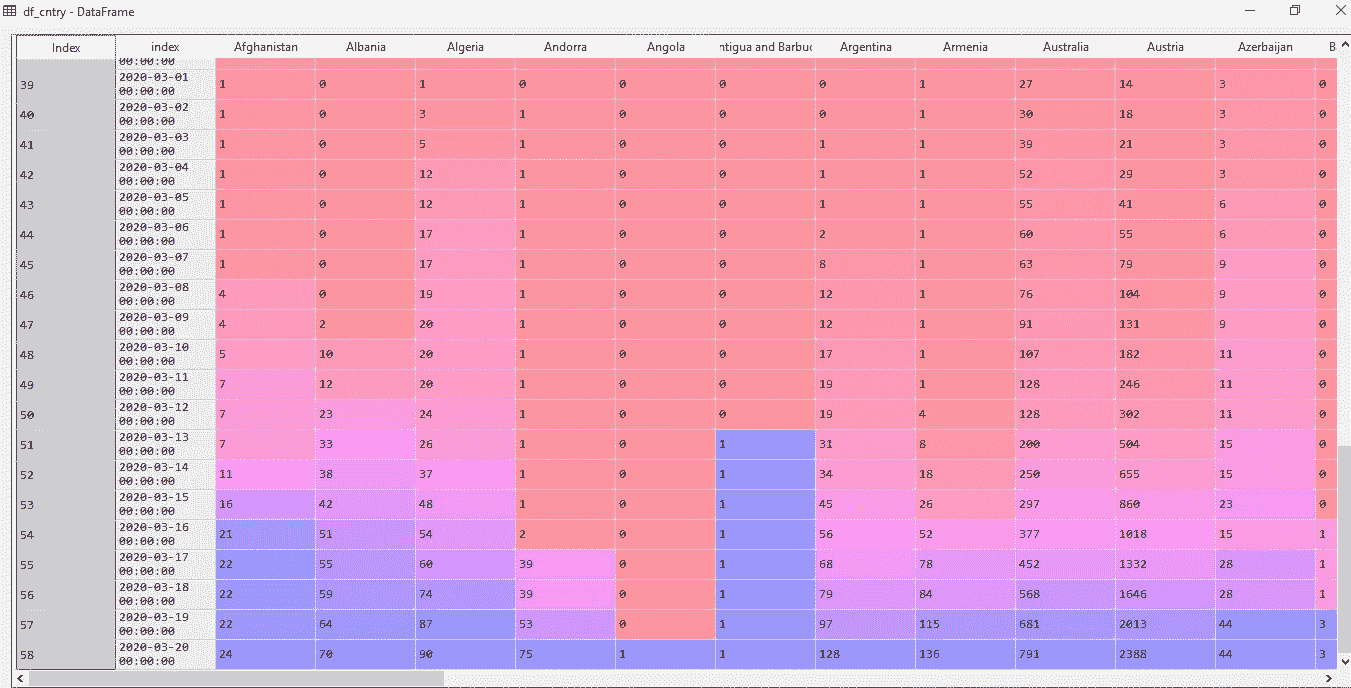 df_cntry - DataFrame
Index index Afghanistan Albania Algeria Andorra Angola ntigua and Barbuc Argentina Armenia Australia Austria Azerbaijan B
00:00:00
39 2020-03-01 00:00:00 1 0 1 0 0 0 0 1 27 14 3 0
40 2020-03-02 00:00:00 1 0 3 1 0 0 0 1 30 18 3 0
41 2020-03-03 00:00:00 1 0 5 1 0 0 1 1 39 21 3 0
42 2020-03-04 00:00:00 1 0 12 1 0 0 1 1 52 29 3 0
43 2020-03-05 00:00:00 1 0 12 1 0 0 1 1 55 41 6 0
44 2020-03-06 00:00:00 1 0 17 1 0 0 2 1 60 55 6 0
45 2020-03-07 00:00:00 1 0 17 1 0 0 8 1 63 79 9 0
46 2020-03-08 00:00:00 4 0 19 1 0 0 12 1 76 104 9 0
47 2020-03-09 00:00:00 4 2 20 1 0 0 12 1 91 131 9 0
48 2020-03-10 00:00:00 5 10 20 1 0 0 17 1 107 182 11 0
49 2020-03-11 00:00:00 7 12 20 1 0 0 19 1 128 246 11 0
50 2020-03-12 00:00:00 7 23 24 1 0 0 19 4 128 302 11 0
51 2020-03-13 00:00:00 7 33 26 1 0 1 31 8 200 504 15 0
52 2020-03-14 00:00:00 11 38 37 1 0 1 34 18 250 655 15 0
53 2020-03-15 00:00:00 16 42 48 1 0 1 45 26 297 860 23 0
54 2020-03-16 00:00:00 21 51 54 2 0 1 56 52 377 1018 15 1
55 2020-03-17 00:00:00 22 55 60 39 0 1 68 78 452 1332 28 1
56 2020-03-18 00:00:00 22 59 74 39 0 1 79 84 568 1646 28 1
57 2020-03-19 00:00:00 22 64 87 53 0 1 97 115 681 2013 44 3
58 2020-03-20 00:00:00 24 70 90 75 1 1 128 136 791 2388 44 3